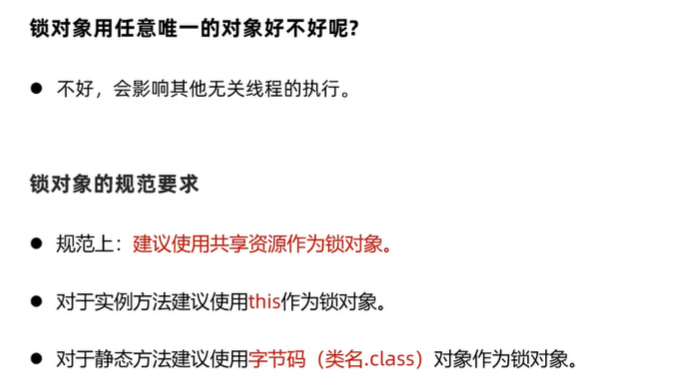 锁对象用任意唯一的对象好不好呢?
● 不好，会影响其他无关线程的执行。
锁对象的规范要求
● 规范上：建议使用共享资源作为锁对象。
● 对于实例方法建议使用this作为锁对象。
● 对于静态方法建议使用字节码（类名.class）对象作为锁对象。